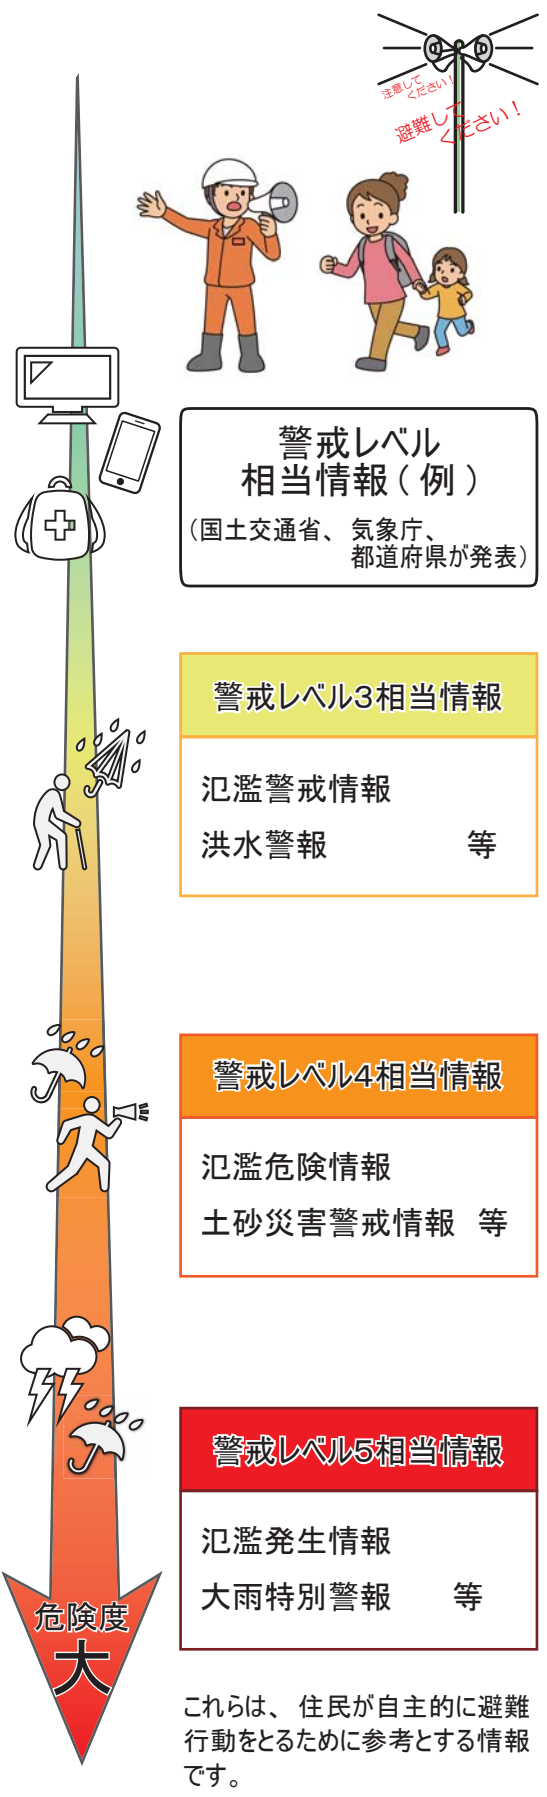 注意して
ください！
避難して
ください！
警戒レベル
相当情報（例）
（国土交通省、気象庁、
都道府県が発表）
警戒レベル3相当情報
氾濫警戒情報
洪水警報 等
警戒レベル4相当情報
氾濫危険情報
土砂災害警戒情報 等
警戒レベル5相当情報
氾濫発生情報
大雨特別警報 等
危険度
大
これらは、住民が自主的に避難
行動をとるために参考とする情報
です。